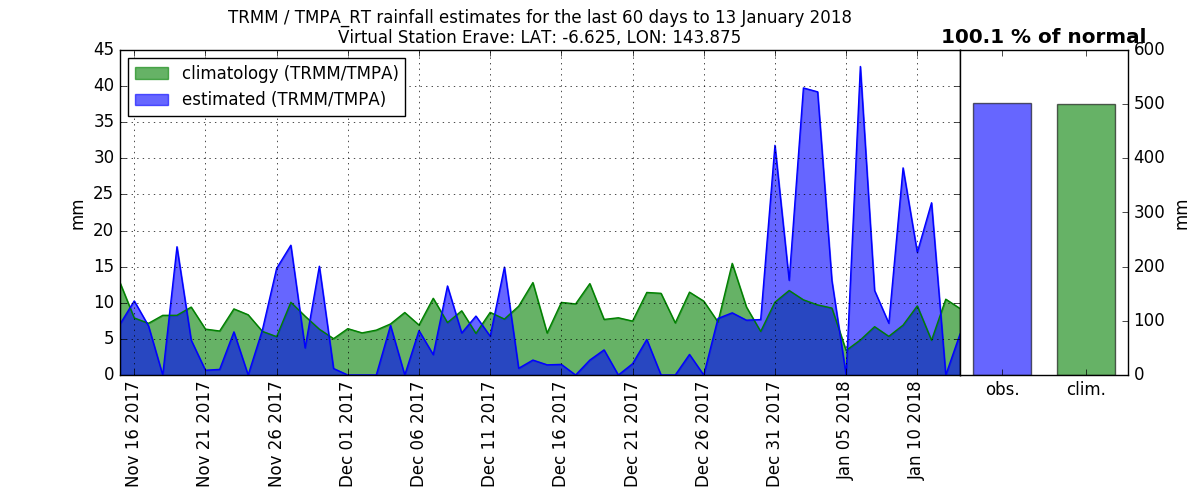 TRMM / TMPA_RT rainfall estimates for the last 60 days to 13 January 2018
Virtual Station Erave: LAT: -6.625, LON: 143.875
100.1 % of normal
climatology (TRMM/TMPA)
estimated (TRMM/TMPA)
45
40
35
30
25
20
15
10
5
0
mm
600
500
400
300
200
100
0
mm
Nov 16 2017
Nov 21 2017
Nov 26 2017
Dec 01 2017
Dec 06 2017
Dec 11 2017
Dec 16 2017
Dec 21 2017
Dec 26 2017
Dec 31 2017
Jan 05 2018
Jan 10 2018
obs.
clim.